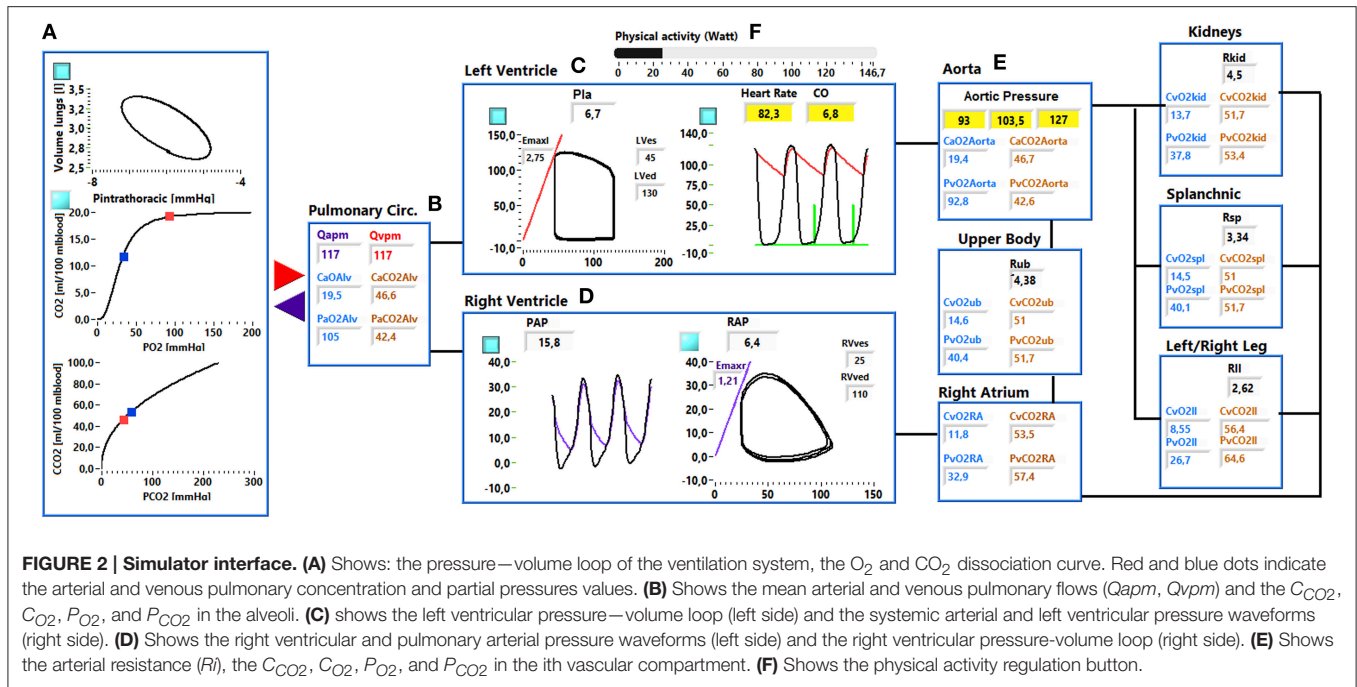 A
Volume lungs [l]
3,5
3,2
3,0
2,8
2,5
-8
-4
Pintrathoracic [mmHg]
CO2 [ml/100 mlblood]
20,0
15,0
10,0
5,0
0,0
0
50
100
150
200
PO2 [mmHg]
CCO2 [ml/100 mlblood]
100,0
80,0
60,0
40,0
20,0
0,0
0
100
200
300
PCO2 [mmHg]
Pulmonary Circ.
B
Qapm
Qvpm
117
117
CaOAlv
CaCO2Alv
19,5
46,6
PaO2Alv
PaCO2Alv
105
42,4
Physical activity (Watt)
F
0 20 40 60 80 100 120 146,7
Left Ventricle
C
Pla
6,7
150,0
100,0
50,0
-10,0
Emaxl
2,75
LVes
45
LVed
130
0
100
200
Heart Rate
CO
82,3
6,8
140,0
120,0
100,0
75,0
50,0
25,0
-10,0
Right Ventricle
D
PAP
15,8
40,0
30,0
20,0
10,0
0,0
-10,0
RAP
6,4
40,0
30,0
20,0
10,0
0,0
-10,0
Emaxr
1,21
RVves
25
RVved
110
0
50
100
150
Aorta
E
Aortic Pressure
93
103,5
127
CaO2Aorta
CaCO2Aorta
19,4
46,7
PvO2Aorta
PvCO2Aorta
92,8
42,6
Upper Body
Rub
4,38
CvO2ub
CvCO2ub
14,6
51
PvO2ub
PvCO2ub
40,4
51,7
Right Atrium
CvO2RA
CvCO2RA
11,8
53,5
PvO2RA
PvCO2RA
32,9
57,4
Kidneys
Rkid
4,5
CvO2kid
CvCO2kid
13,7
51,7
PvO2kid
PvCO2kid
37,8
53,4
Splanchnic
Rsp
3,34
CvO2spl
CvCO2spl
14,5
51
PvO2spl
PvCO2spl
40,1
51,7
Left/Right Leg
Rll
2,62
CvO2ll
CvCO2ll
8,55
56,4
PvO2ll
PvCO2ll
26,7
64,6
FIGURE 2 | Simulator interface. (A) Shows: the pressure—volume loop of the ventilation system, the O2 and CO2 dissociation curve. Red and blue dots indicate
the arterial and venous pulmonary concentration and partial pressures values. (B) Shows the mean arterial and venous pulmonary flows (Qapm, Qvpm) and the CCO2,
CO2, PO2, and PCO2 in the alveoli. (C) shows the left ventricular pressure—volume loop (left side) and the systemic arterial and left ventricular pressure waveforms
(right side). (D) Shows the right ventricular and pulmonary arterial pressure waveforms (left side) and the right ventricular pressure-volume loop (right side). (E) Shows
the arterial resistance (Ri), the CCO2, CO2, PO2, and PCO2 in the ith vascular compartment. (F) Shows the physical activity regulation button.